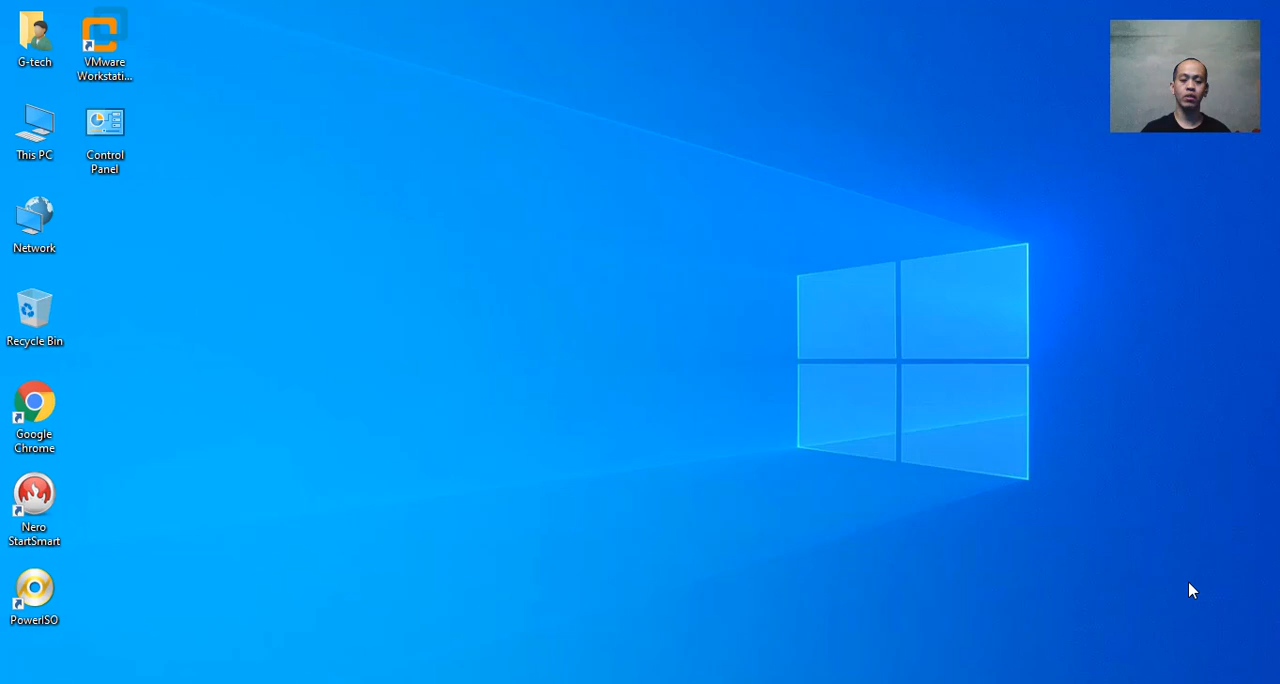 G-tech
VMware
Workstati...
This PC
Control
Panel
Network
Recycle Bin
Google
Chrome
Nero
StartSmart
PowerISO